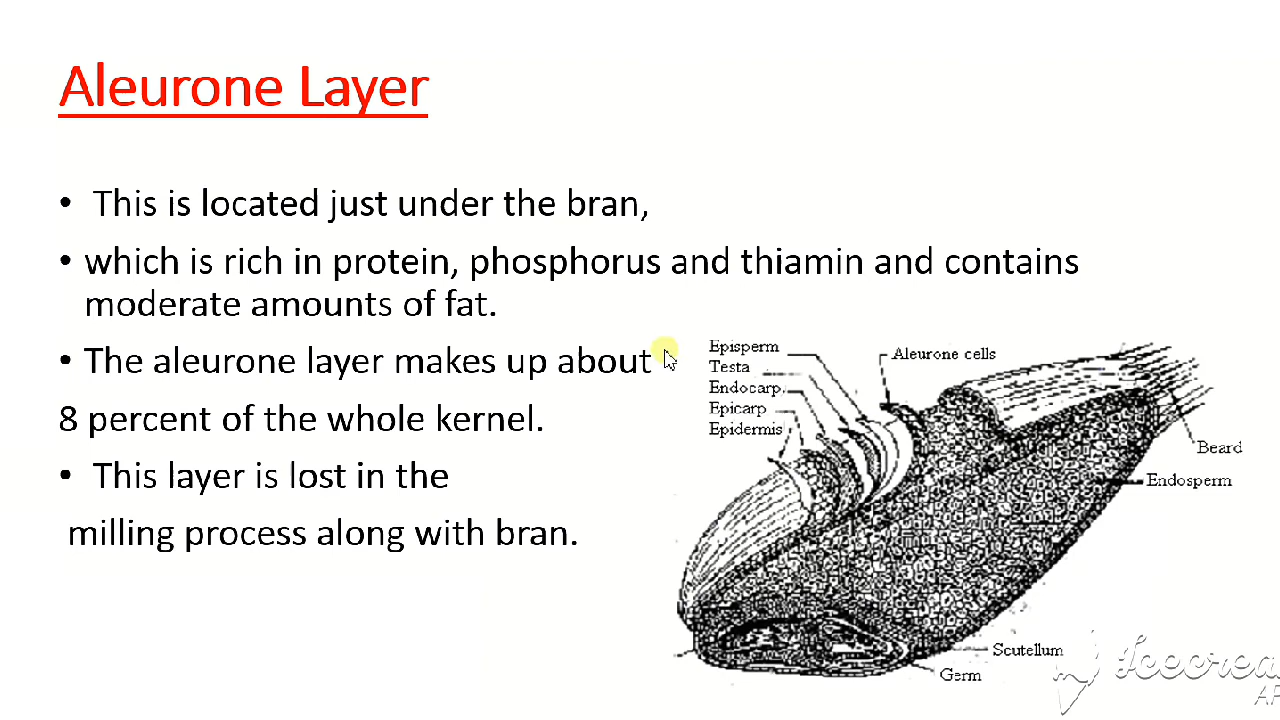 Aleurone Layer
• This is located just under the bran,
• which is rich in protein, phosphorus and thiamin and contains
moderate amounts of fat.
• The aleurone layer makes up about
8 percent of the whole kernel.
• This layer is lost in the
milling process along with bran.
Episperm
Testa
Endocarp
Epicarp
Epidermis
Aleurone cells
Beard
Endosperm
Scutellum
Germ